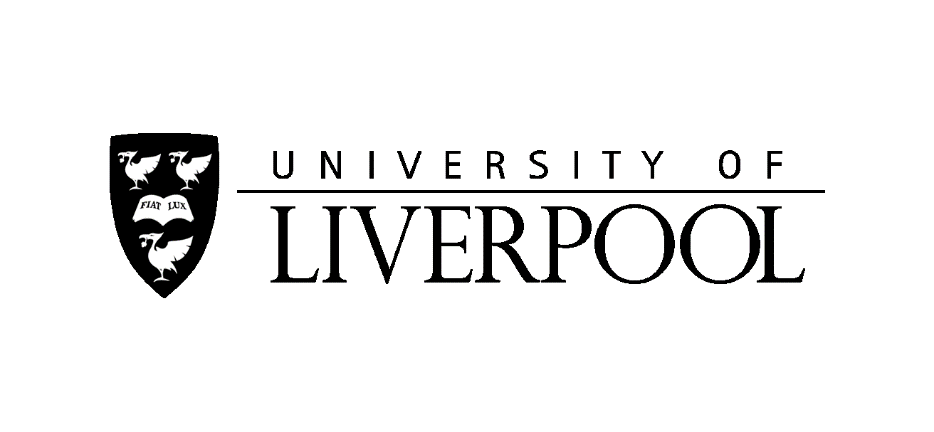 FIAT LUX
UNIVERSITY OF
LIVERPOOL